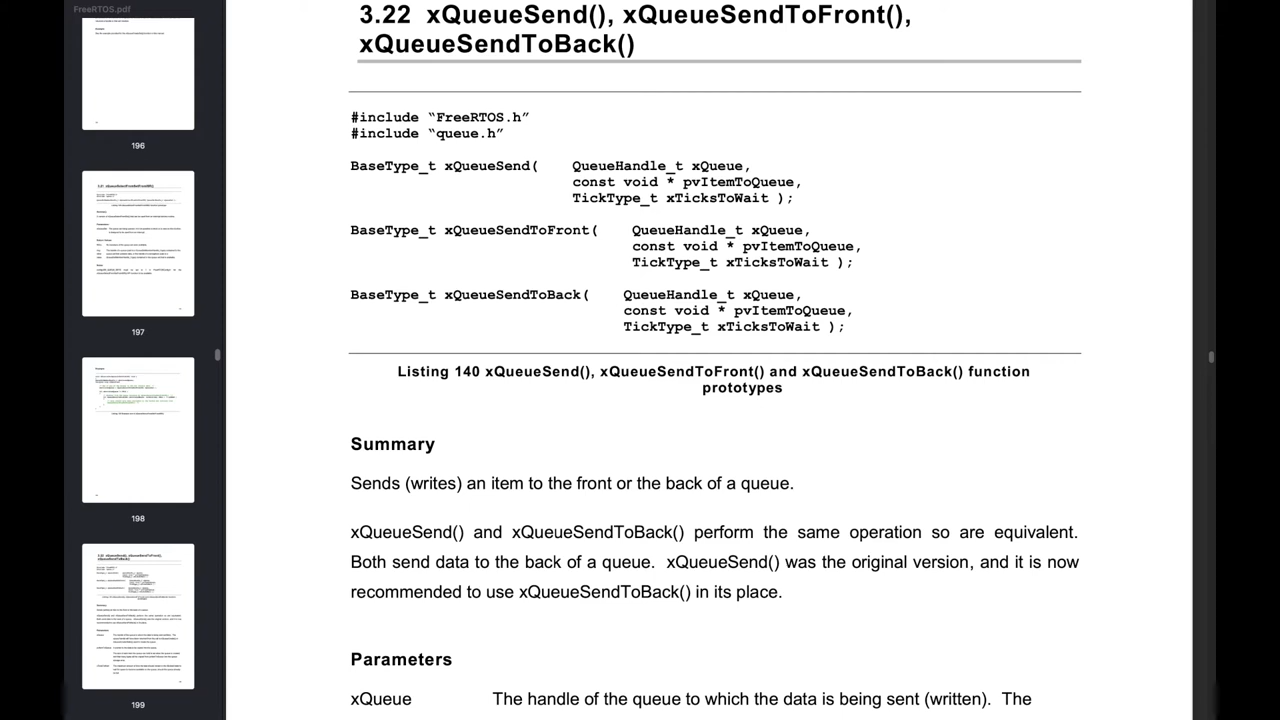 FreeRTOS.pdf
196
197
198
199
3.22 xQueueSend(), xQueueSendToFront(),
xQueueSendToBack()
#include “FreeRTOS.h”
#include “queue.h”
BaseType_t xQueueSend( QueueHandle_t xQueue,
const void * pvItemToQueue,
TickType_t xTicksToWait );
BaseType_t xQueueSendToFront( QueueHandle_t xQueue,
const void * pvItemToQueue,
TickType_t xTicksToWait );
BaseType_t xQueueSendToBack( QueueHandle_t xQueue,
const void * pvItemToQueue,
TickType_t xTicksToWait );
Listing 140 xQueueSend(), xQueueSendToFront() and xQueueSendToBack() function
prototypes
Summary
Sends (writes) an item to the front or the back of a queue.
xQueueSend() and xQueueSendToBack() perform the same operation so are equivalent.
Both send data to the back of a queue. xQueueSend() was the original version, and it is now
recommended to use xQueueSendToBack() in its place.
Parameters
xQueue The handle of the queue to which the data is being sent (written). The